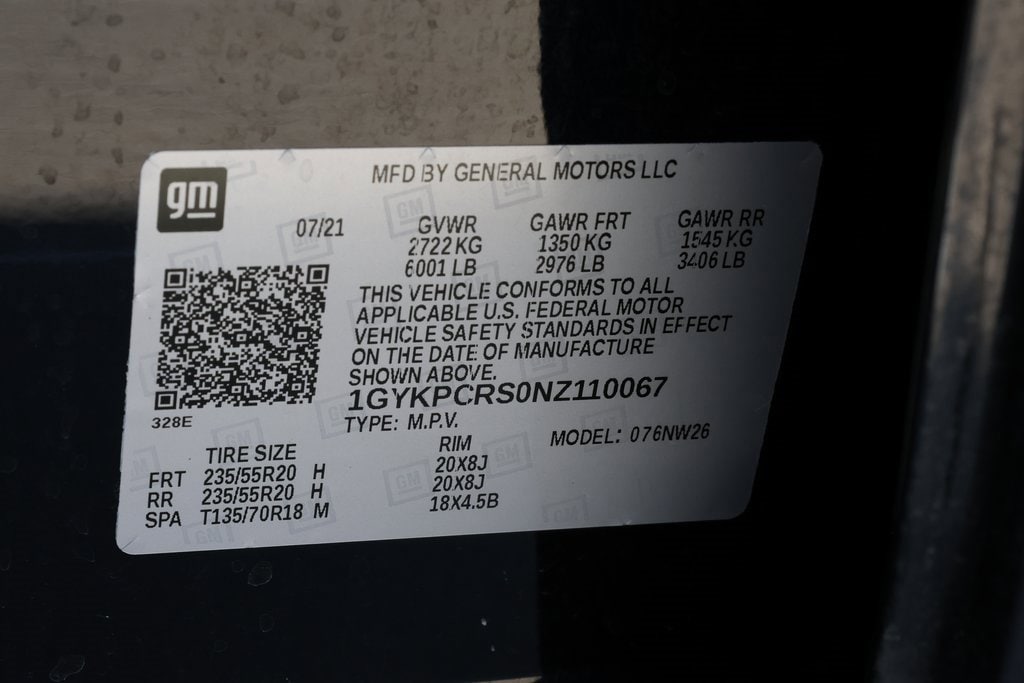 gm
MFD BY GENERAL MOTORS LLC
07/21 GVWR GAWR FRT GAWR RR
2722 KG 1350 KG 1545 KG
6001 LB 2976 LB 3406 LB
THIS VEHICLE CONFORMS TO ALL
APPLICABLE U.S. FEDERAL MOTOR
VEHICLE SAFETY STANDARDS IN EFFECT
ON THE DATE OF MANUFACTURE
SHOWN ABOVE.
1GYKPCRS0NZ110067
328E
TYPE: M.P.V.
MODEL: 076NW26
TIRE SIZE RIM
FRT 235/55R20 H 20X8J
RR 235/55R20 H 20X8J
SPA T135/70R18 M 18X4.5B